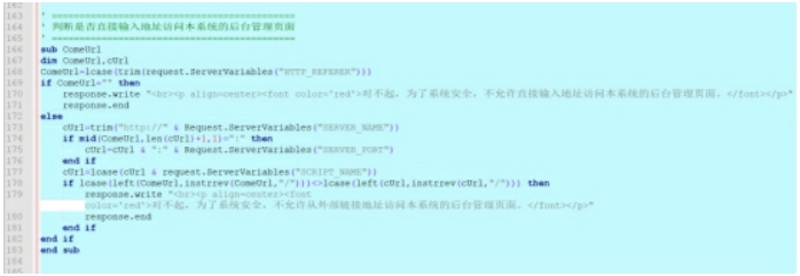 162
163 ' ==========================================
164 ' 判断是否直接输入地址访问本系统的后台管理页面
165 ' ==========================================
166 sub ComeUrl
167 dim ComeUrl,cUrl
168 ComeUrl=lcase(trim(request.ServerVariables("HTTP_REFERER")))
169 if ComeUrl="" then
170 response.write "<br><p align=center><font color='red'>对不起，为了系统安全，不允许直接输入地址访问本系统的后台管理页面。</font></p>"
171 response.end
172 else
173 cUrl=trim("http://" & Request.ServerVariables("SERVER_NAME"))
174 if mid(ComeUrl,len(cUrl)+1,1)=":" then
175 cUrl=cUrl & ":" & Request.ServerVariables("SERVER_PORT")
176 end if
177 cUrl=lcase(cUrl & request.ServerVariables("SCRIPT_NAME"))
178 if lcase(left(ComeUrl,instrrev(ComeUrl,"/")))<>lcase(left(cUrl,instrrev(cUrl,"/"))) then
179 response.write "<br><p align=center><font
color='red'>对不起，为了系统安全，不允许从外部链接地址访问本系统的后台管理页面。</font></p>"
180 response.end
181 end if
182 end if
183 end sub
184
185